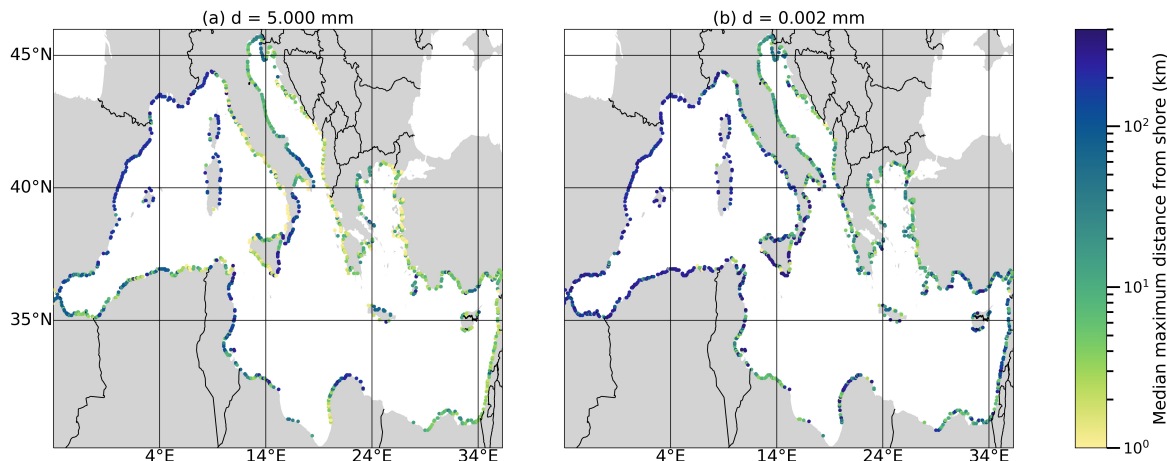 (a) d = 5.000 mm
(b) d = 0.002 mm
45°N
40°N
35°N
4°E 14°E 24°E 34°E
4°E 14°E 24°E 34°E
10²
10¹
10⁰
Median maximum distance from shore (km)